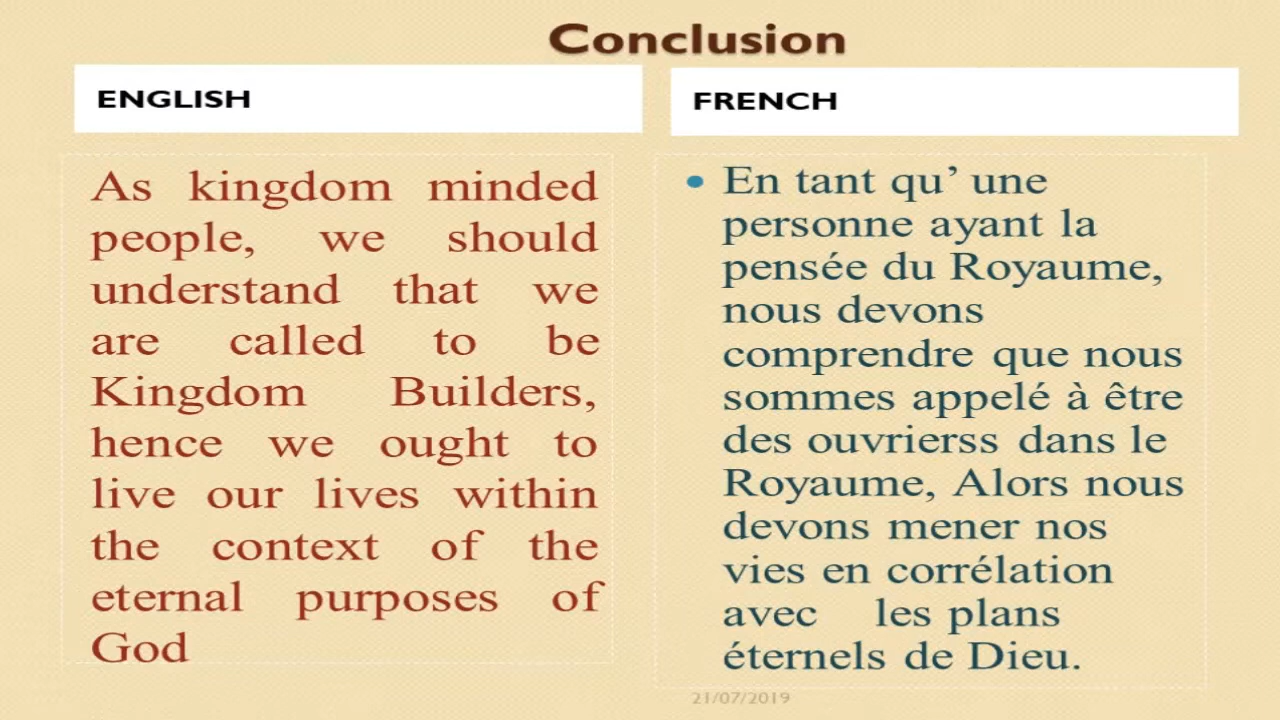 Conclusion
ENGLISH
As kingdom minded
people, we should
understand that we
are called to be
Kingdom Builders,
hence we ought to
live our lives within
the context of the
eternal purposes of
God
FRENCH
• En tant qu’ une
personne ayant la
pensée du Royaume,
nous devons
comprendre que nous
sommes appelé à être
des ouvrierss dans le
Royaume, Alors nous
devons mener nos
vies en corrélation
avec les plans
éternels de Dieu.
21/07/2019